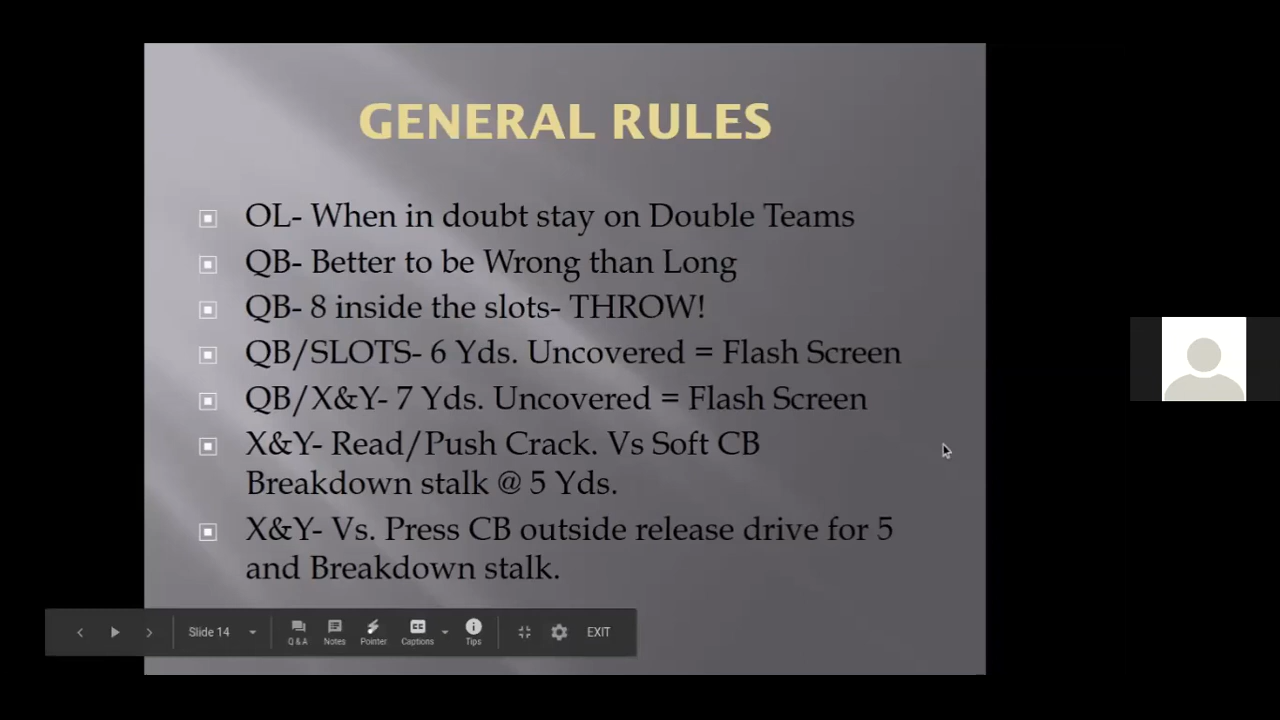 GENERAL RULES
OL- When in doubt stay on Double Teams
QB- Better to be Wrong than Long
QB- 8 inside the slots- THROW!
QB/SLOTS- 6 Yds. Uncovered = Flash Screen
QB/X&Y- 7 Yds. Uncovered = Flash Screen
X&Y- Read/Push Crack. Vs Soft CB
Breakdown stalk @ 5 Yds.
X&Y- Vs. Press CB outside release drive for 5
and Breakdown stalk.
Slide 14
Q & A
Notes
Pointer
CC
Captions
Tips
EXIT